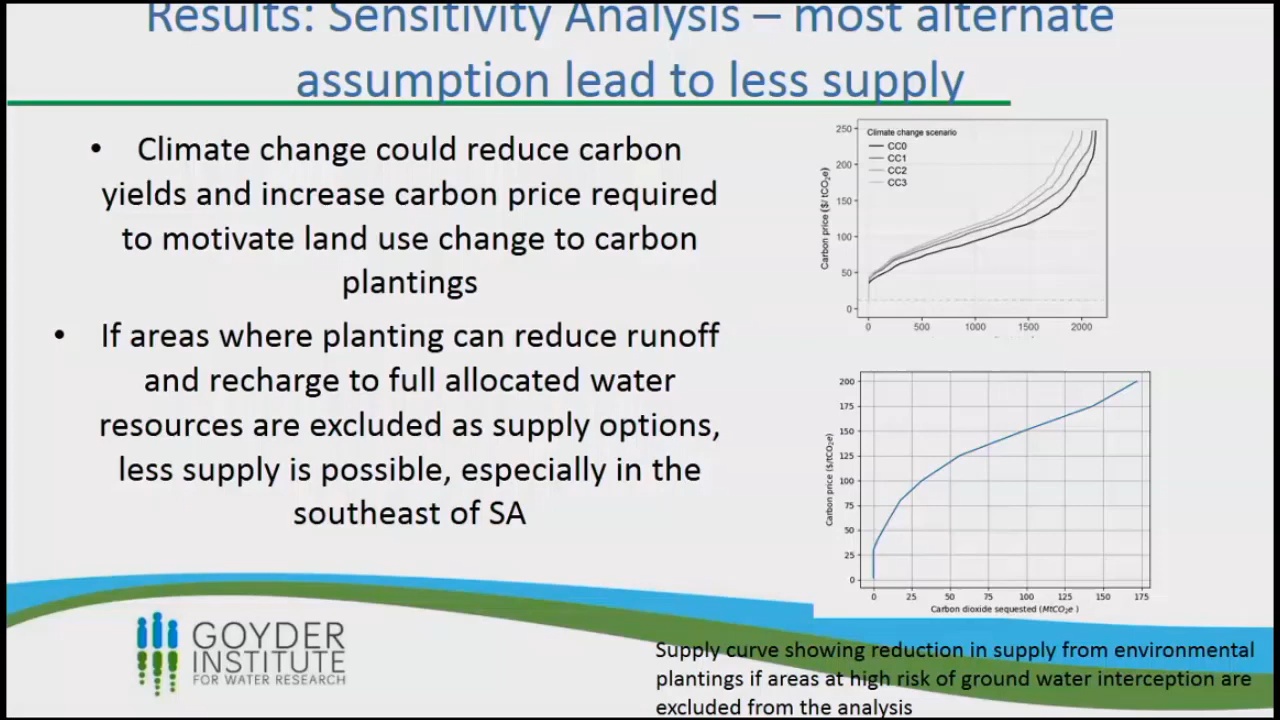 Results: Sensitivity Analysis – most alternate
assumption lead to less supply
• Climate change could reduce carbon
yields and increase carbon price required
to motivate land use change to carbon
plantings
• If areas where planting can reduce runoff
and recharge to full allocated water
resources are excluded as supply options,
less supply is possible, especially in the
southeast of SA
Climate change scenario
CC0
CC1
CC2
CC3
Carbon price ($/ tCO₂e)
250
200
150
100
50
0
0 500 1000 1500 2000
Carbon price ($/tCO₂e)
200
175
150
125
100
75
50
25
0
0 25 50 75 100 125 150 175
Carbon dioxide sequested (MtCO₂e )
GOYDER
INSTITUTE
FOR WATER RESEARCH
Supply curve showing reduction in supply from environmental
plantings if areas at high risk of ground water interception are
excluded from the analysis